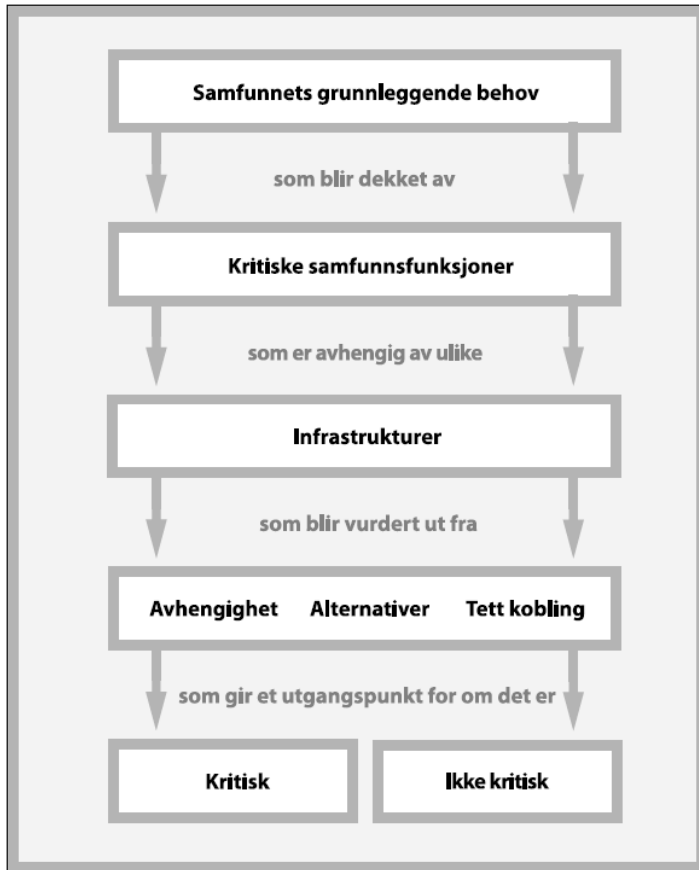 Samfunnets grunnleggende behov
som blir dekket av
Kritiske samfunnsfunksjoner
som er avhengig av ulike
Infrastrukturer
som blir vurdert ut fra
Avhengighet Alternativer Tett kobling
som gir et utgangspunkt for om det er
Kritisk Ikke kritisk